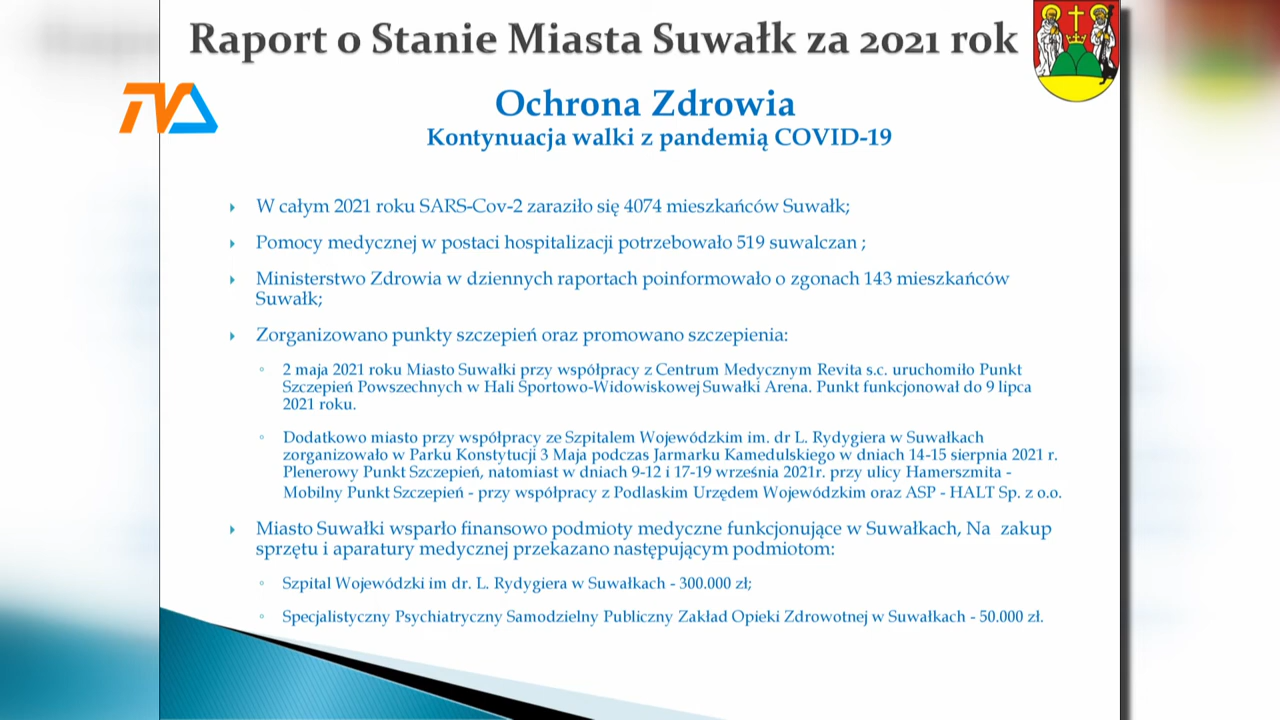 Raport o Stanie Miasta Suwałk za 2021 rok
TVA
Ochrona Zdrowia
Kontynuacja walki z pandemią COVID-19
W całym 2021 roku SARS-Cov-2 zaraziło się 4074 mieszkańców Suwałk;
Pomocy medycznej w postaci hospitalizacji potrzebowało 519 suwalczan ;
Ministerstwo Zdrowia w dziennych raportach poinformowało o zgonach 143 mieszkańców
Suwałk;
Zorganizowano punkty szczepień oraz promowano szczepienia:
2 maja 2021 roku Miasto Suwałki przy współpracy z Centrum Medycznym Revita s.c. uruchomiło Punkt
Szczepień Powszechnych w Hali Sportowo-Widowiskowej Suwałki Arena. Punkt funkcjonował do 9 lipca
2021 roku.
Dodatkowo miasto przy współpracy ze Szpitalem Wojewódzkim im. dr L. Rydygiera w Suwałkach
zorganizowało w Parku Konstytucji 3 Maja podczas Jarmarku Kamedulskiego w dniach 14-15 sierpnia 2021 r.
Plenerowy Punkt Szczepień, natomiast w dniach 9-12 i 17-19 września 2021r. przy ulicy Hamerszmita -
Mobilny Punkt Szczepień - przy współpracy z Podlaskim Urzędem Wojewódzkim oraz ASP - HALT Sp. z o.o.
Miasto Suwałki wsparło finansowo podmioty medyczne funkcjonujące w Suwałkach, Na zakup
sprzętu i aparatury medycznej przekazano następującym podmiotom:
Szpital Wojewódzki im dr. L. Rydygiera w Suwałkach - 300.000 zł;
Specjalistyczny Psychiatryczny Samodzielny Publiczny Zakład Opieki Zdrowotnej w Suwałkach - 50.000 zł.